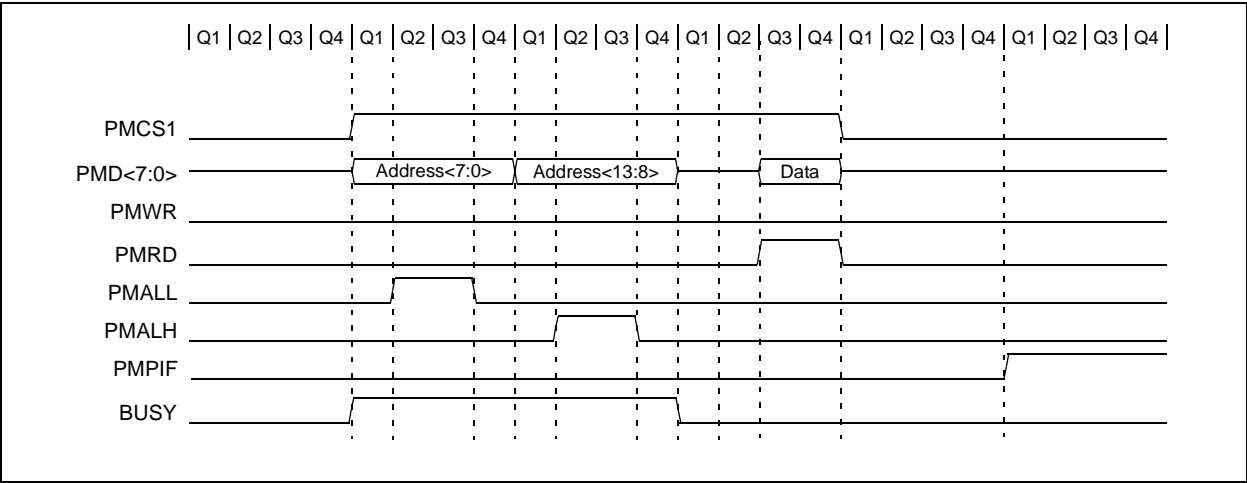 Q1 Q2 Q3 Q4 Q1 Q2 Q3 Q4 Q1 Q2 Q3 Q4 Q1 Q2 Q3 Q4 Q1 Q2 Q3 Q4 Q1 Q2 Q3 Q4
PMCS1
PMD<7:0> Address<7:0> Address<13:8> Data
PMWR
PMRD
PMALL
PMALH
PMPIF
BUSY